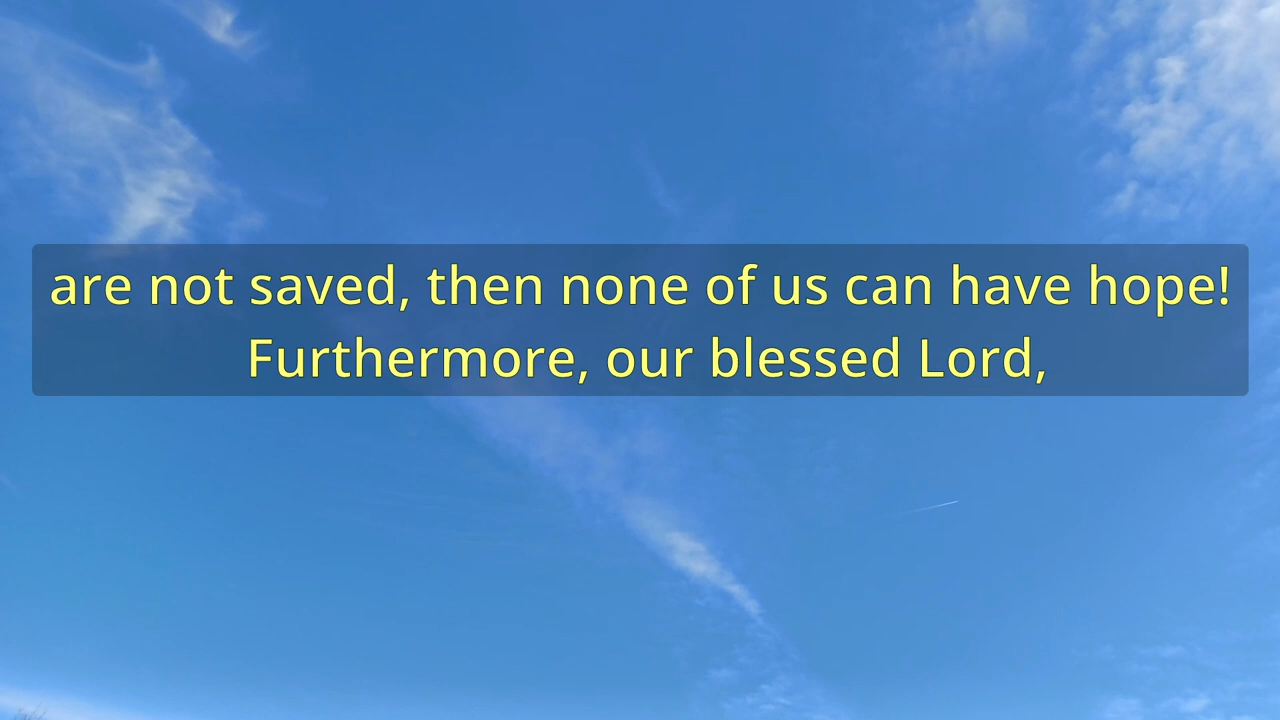 are not saved, then none of us can have hope!
Furthermore, our blessed Lord,